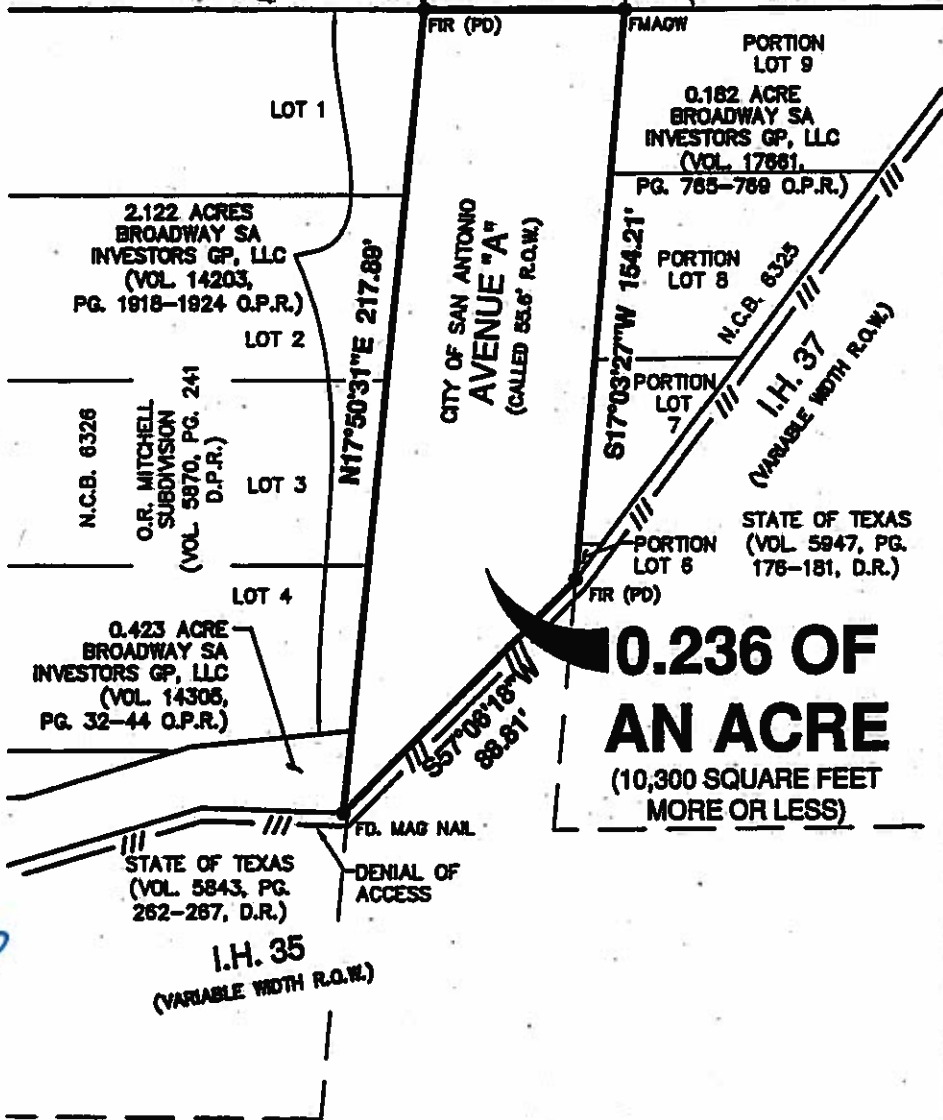 FIR (PD)
FMAGW
PORTION
LOT 9
LOT 1
0.182 ACRE
BROADWAY SA
INVESTORS GP, LLC
(VOL. 17661,
PG. 765-769 O.P.R.)
2.122 ACRES
BROADWAY SA
INVESTORS GP, LLC
(VOL. 14203,
PG. 1918-1924 O.P.R.)
N17°50'31"E 217.89'
CITY OF SAN ANTONIO
AVENUE "A"
(CALLED 55.6' R.O.W.)
S17°03'27"W 154.21'
PORTION
LOT 8
N.C.B. 6325
I.H. 37
(VARIABLE WIDTH R.O.W.)
LOT 2
PORTION
LOT
7
N.C.B. 6326
O.R. MITCHELL
SUBDIVISION
(VOL. 5870, PG. 241
D.P.R.)
LOT 3
STATE OF TEXAS
(VOL. 5947, PG.
176-181, D.R.)
PORTION
LOT 6
FIR (PD)
LOT 4
0.423 ACRE
BROADWAY SA
INVESTORS GP, LLC
(VOL. 14306,
PG. 32-44 O.P.R.)
0.236 OF
AN ACRE
(10,300 SQUARE FEET
MORE OR LESS)
S57°08'18"W
88.81'
FD. MAG NAIL
DENIAL OF
ACCESS
STATE OF TEXAS
(VOL. 5843, PG.
262-267, D.R.)
I.H. 35
(VARIABLE WIDTH R.O.W.)